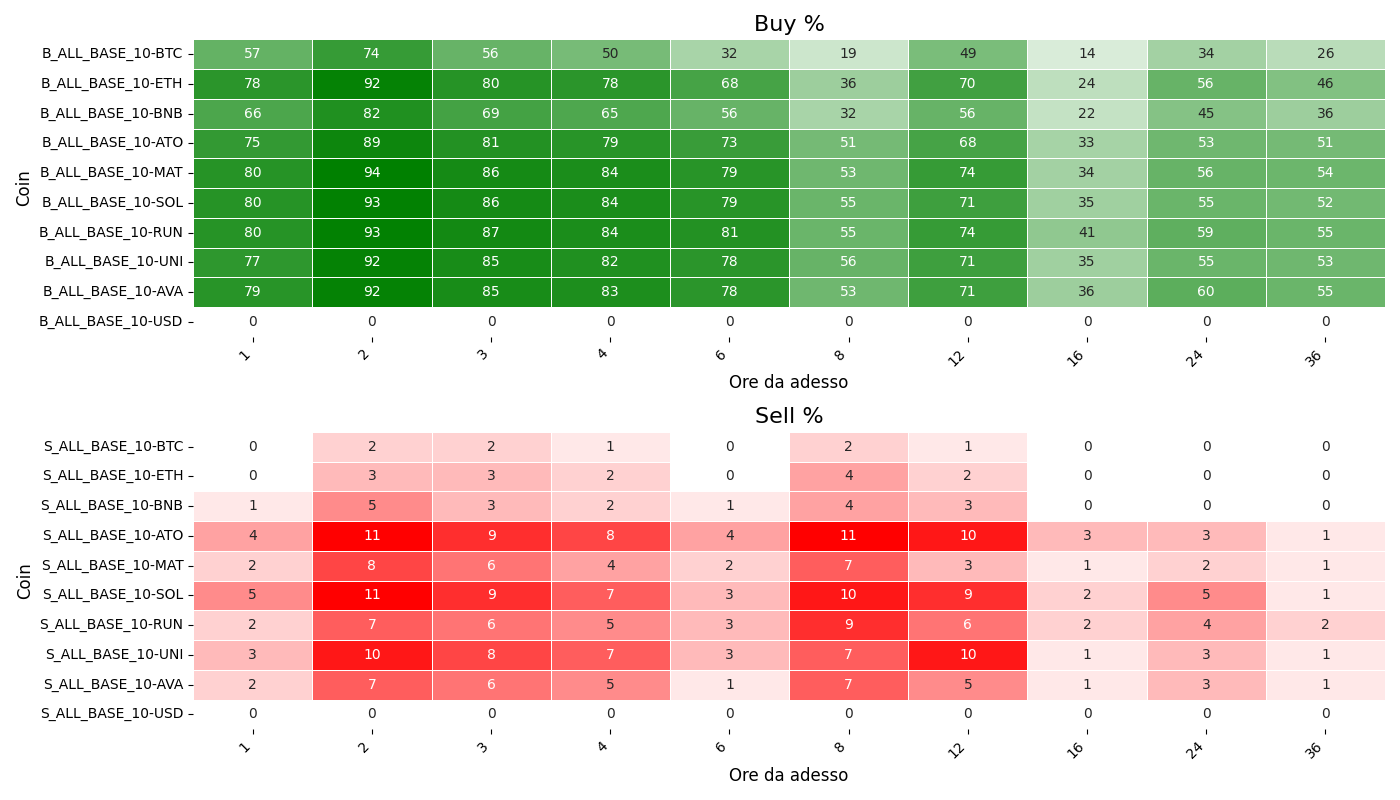 Buy %
Coin
B_ALL_BASE_10-BTC 57 74 56 50 32 19 49 14 34 26
B_ALL_BASE_10-ETH 78 92 80 78 68 36 70 24 56 46
B_ALL_BASE_10-BNB 66 82 69 65 56 32 56 22 45 36
B_ALL_BASE_10-ATO 75 89 81 79 73 51 68 33 53 51
B_ALL_BASE_10-MAT 80 94 86 84 79 53 74 34 56 54
B_ALL_BASE_10-SOL 80 93 86 84 79 55 71 35 55 52
B_ALL_BASE_10-RUN 80 93 87 84 81 55 74 41 59 55
B_ALL_BASE_10-UNI 77 92 85 82 78 56 71 35 55 53
B_ALL_BASE_10-AVA 79 92 85 83 78 53 71 36 60 55
B_ALL_BASE_10-USD 0 0 0 0 0 0 0 0 0 0
1 2 3 4 6 8 12 16 24 36
Ore da adesso
Sell %
Coin
S_ALL_BASE_10-BTC 0 2 2 1 0 2 1 0 0 0
S_ALL_BASE_10-ETH 0 3 3 2 0 4 2 0 0 0
S_ALL_BASE_10-BNB 1 5 3 2 1 4 3 0 0 0
S_ALL_BASE_10-ATO 4 11 9 8 4 11 10 3 3 1
S_ALL_BASE_10-MAT 2 8 6 4 2 7 3 1 2 1
S_ALL_BASE_10-SOL 5 11 9 7 3 10 9 2 5 1
S_ALL_BASE_10-RUN 2 7 6 5 3 9 6 2 4 2
S_ALL_BASE_10-UNI 3 10 8 7 3 7 10 1 3 1
S_ALL_BASE_10-AVA 2 7 6 5 1 7 5 1 3 1
S_ALL_BASE_10-USD 0 0 0 0 0 0 0 0 0 0
1 2 3 4 6 8 12 16 24 36
Ore da adesso